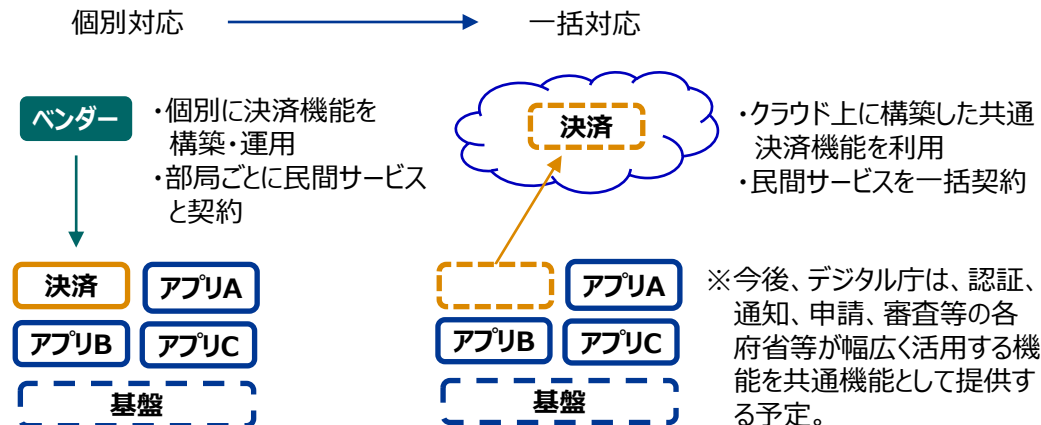 個別対応
一括対応
ベンダー
・個別に決済機能を
構築・運用
・部局ごとに民間サービス
と契約
決済
アプリA
アプリB
アプリC
基盤
決済
・クラウド上に構築した共通
決済機能を利用
・民間サービスを一括契約
アプリA
アプリB
アプリC
基盤
※今後、デジタル庁は、認証、
通知、申請、審査等の各
府省等が幅広く活用する機
能を共通機能として提供す
る予定。